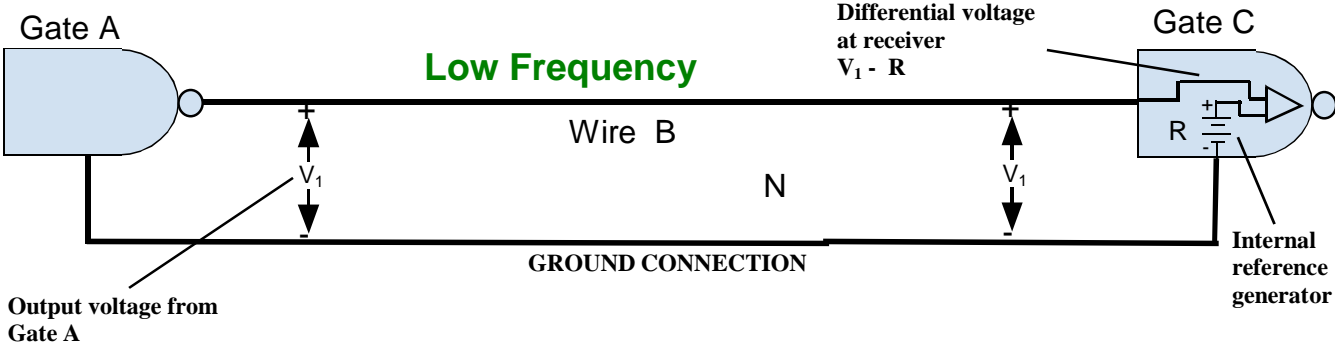 Gate A
Low Frequency
Differential voltage
at receiver
V₁ - R
Gate C
+
Wire B
+
+
R
-
V₁
N
V₁
-
-
GROUND CONNECTION
Internal
reference
generator
Output voltage from
Gate A